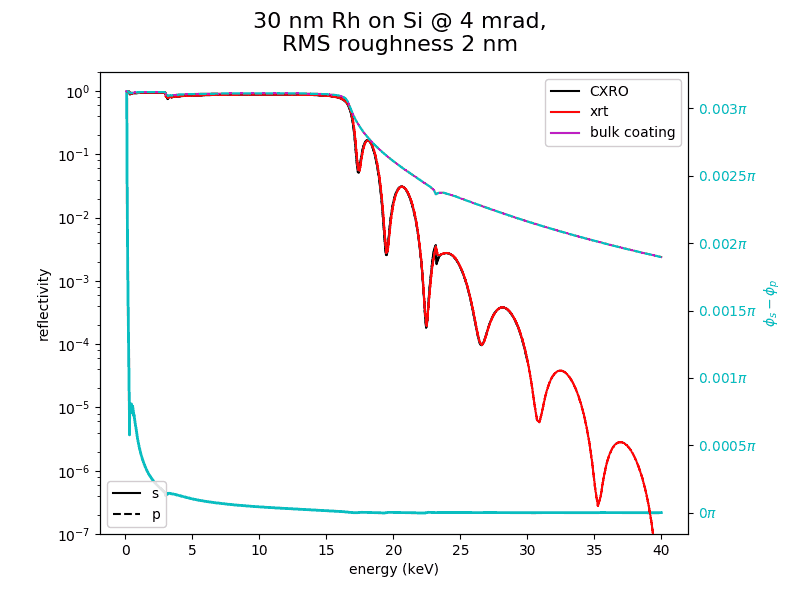 30 nm Rh on Si @ 4 mrad,
RMS roughness 2 nm
CXRO
xrt
bulk coating
s
p
reflectivity
10⁰
10⁻¹
10⁻²
10⁻³
10⁻⁴
10⁻⁵
10⁻⁶
10⁻⁷
0 5 10 15 20 25 30 35 40
energy (keV)
0.003π
0.0025π
0.002π
0.0015π
0.001π
0.0005π
0π
ϕₛ − ϕₚ